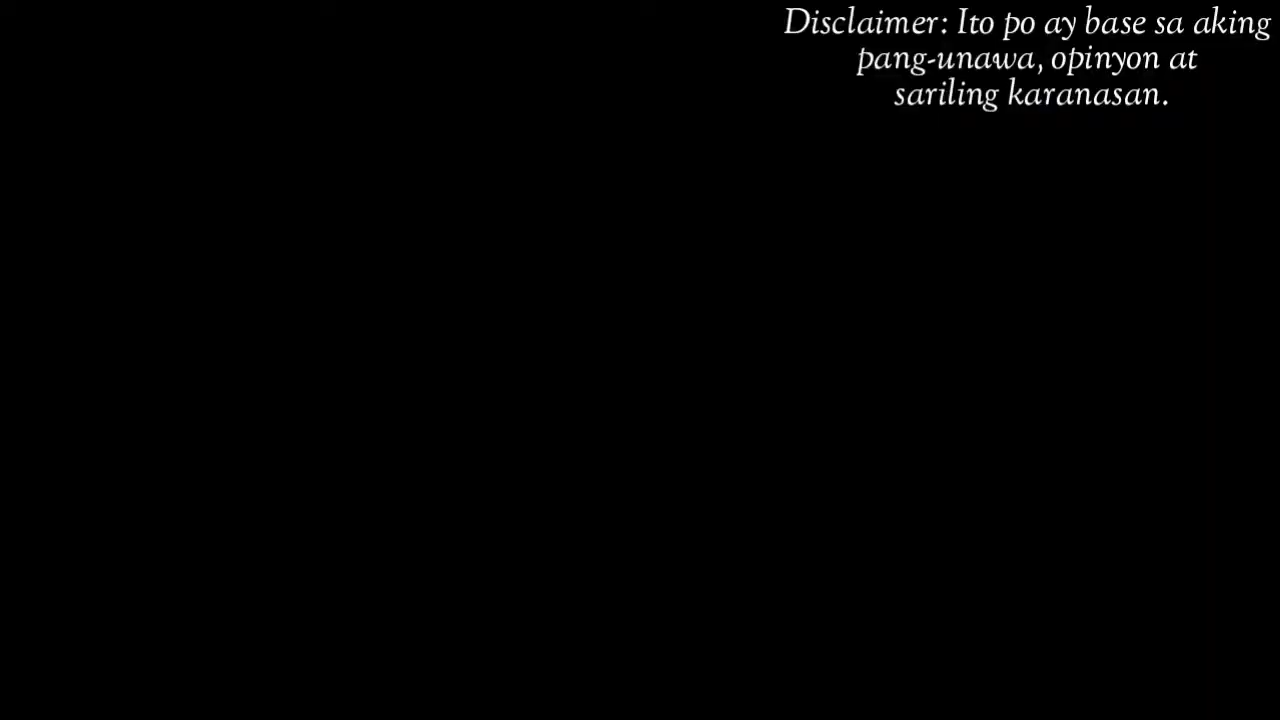 Disclaimer: Ito po ay base sa aking
pang-unawa, opinyon at
sariling karanasan.